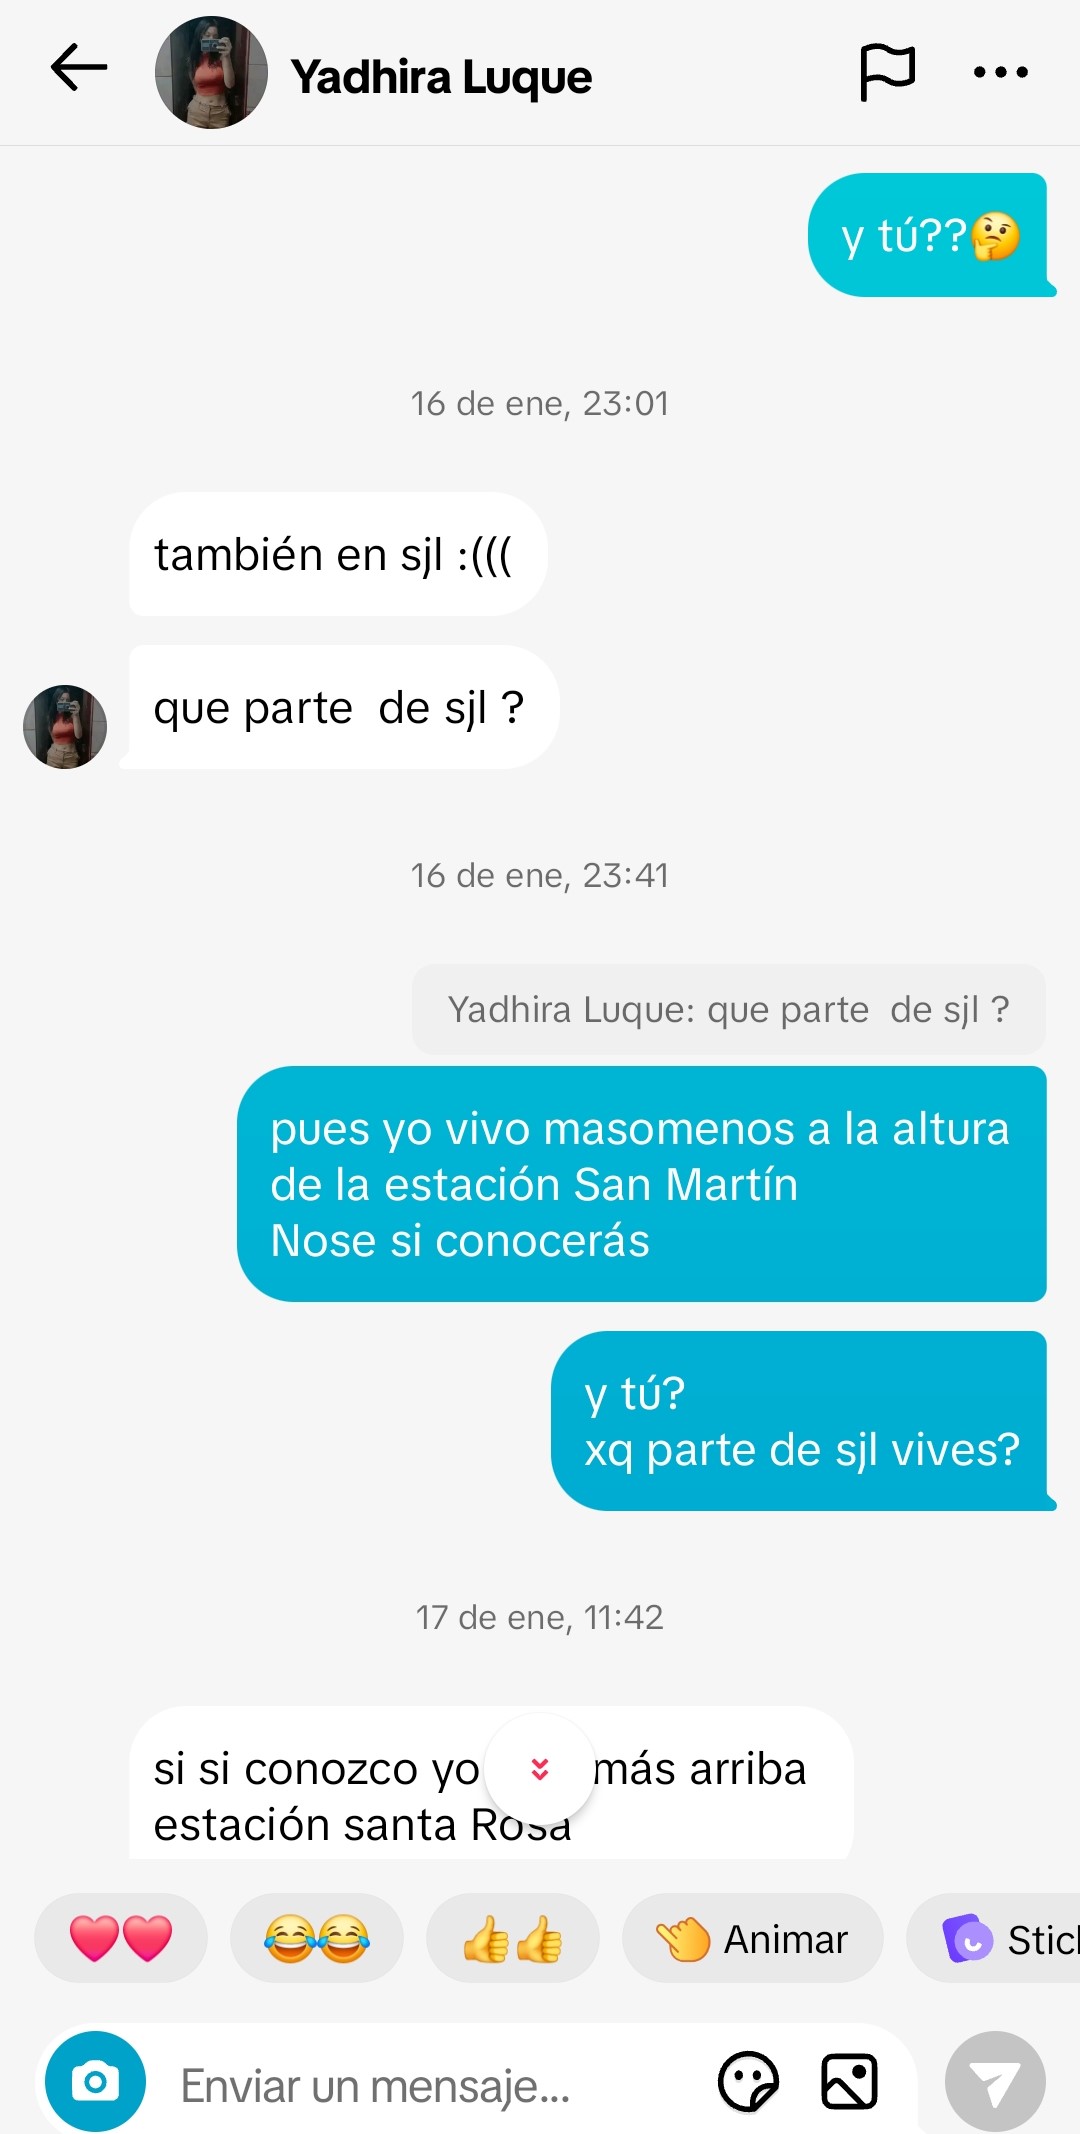 Yadhira Luque
y tú??🤔
16 de ene, 23:01
también en sjl :(((
que parte  de sjl ?
16 de ene, 23:41
Yadhira Luque: que parte  de sjl ?
pues yo vivo masomenos a la altura
de la estación San Martín
Nose si conocerás
y tú?
xq parte de sjl vives?
17 de ene, 11:42
si si conozco yo más arriba
estación santa Rosa
❤️❤️ 😂😂 👍👍 👈 Animar
Enviar un mensaje...